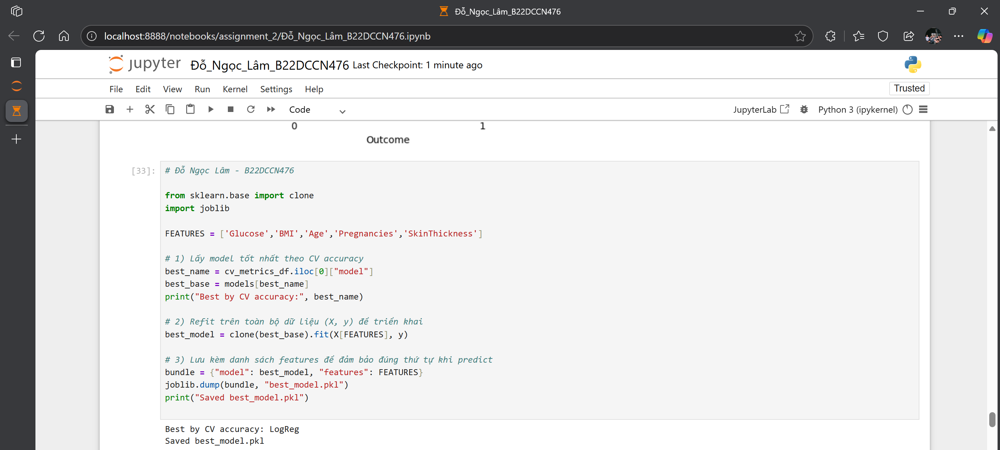 Đỗ_Ngọc_Lâm_B22DCCN476
localhost:8888/notebooks/assignment_2/Đỗ_Ngọc_Lâm_B22DCCN476.ipynb
jupyter Đỗ_Ngọc_Lâm_B22DCCN476 Last Checkpoint: 1 minute ago
File Edit View Run Kernel Settings Help Trusted
Code JupyterLab Python 3 (ipykernel)
0 1
Outcome
[33]: # Đỗ Ngọc Lâm - B22DCCN476
from sklearn.base import clone
import joblib
FEATURES = ['Glucose','BMI','Age','Pregnancies','SkinThickness']
# 1) Lấy model tốt nhất theo CV accuracy
best_name = cv_metrics_df.iloc[0]["model"]
best_base = models[best_name]
print("Best by CV accuracy:", best_name)
# 2) Refit trên toàn bộ dữ liệu (X, y) để triển khai
best_model = clone(best_base).fit(X[FEATURES], y)
# 3) Lưu kèm danh sách features để đảm bảo đúng thứ tự khi predict
bundle = {"model": best_model, "features": FEATURES}
joblib.dump(bundle, "best_model.pkl")
print("Saved best_model.pkl")
Best by CV accuracy: LogReg
Saved best_model.pkl